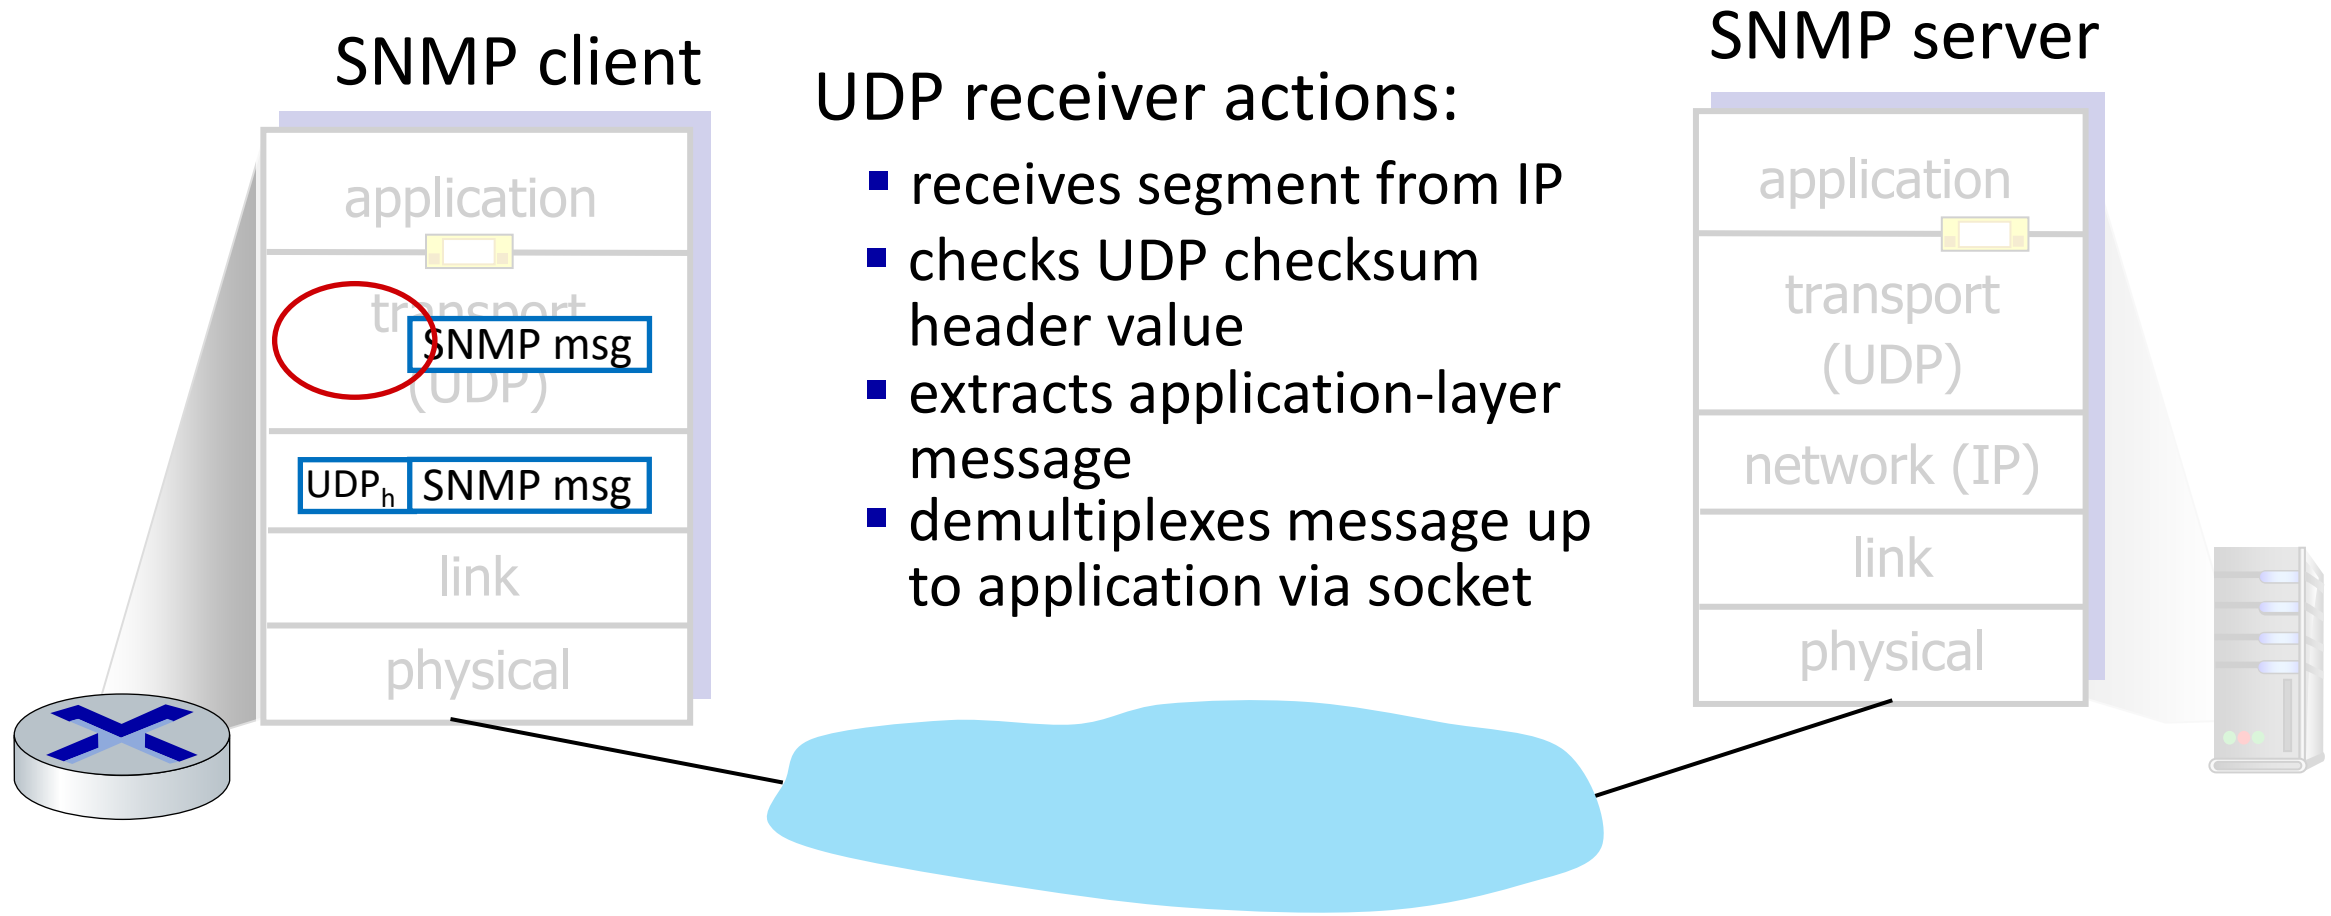 SNMP client
application
transport
SNMP msg
(UDP)
UDPh SNMP msg
link
physical
UDP receiver actions:
receives segment from IP
checks UDP checksum
header value
extracts application-layer
message
demultiplexes message up
to application via socket
SNMP server
application
transport
(UDP)
network (IP)
link
physical